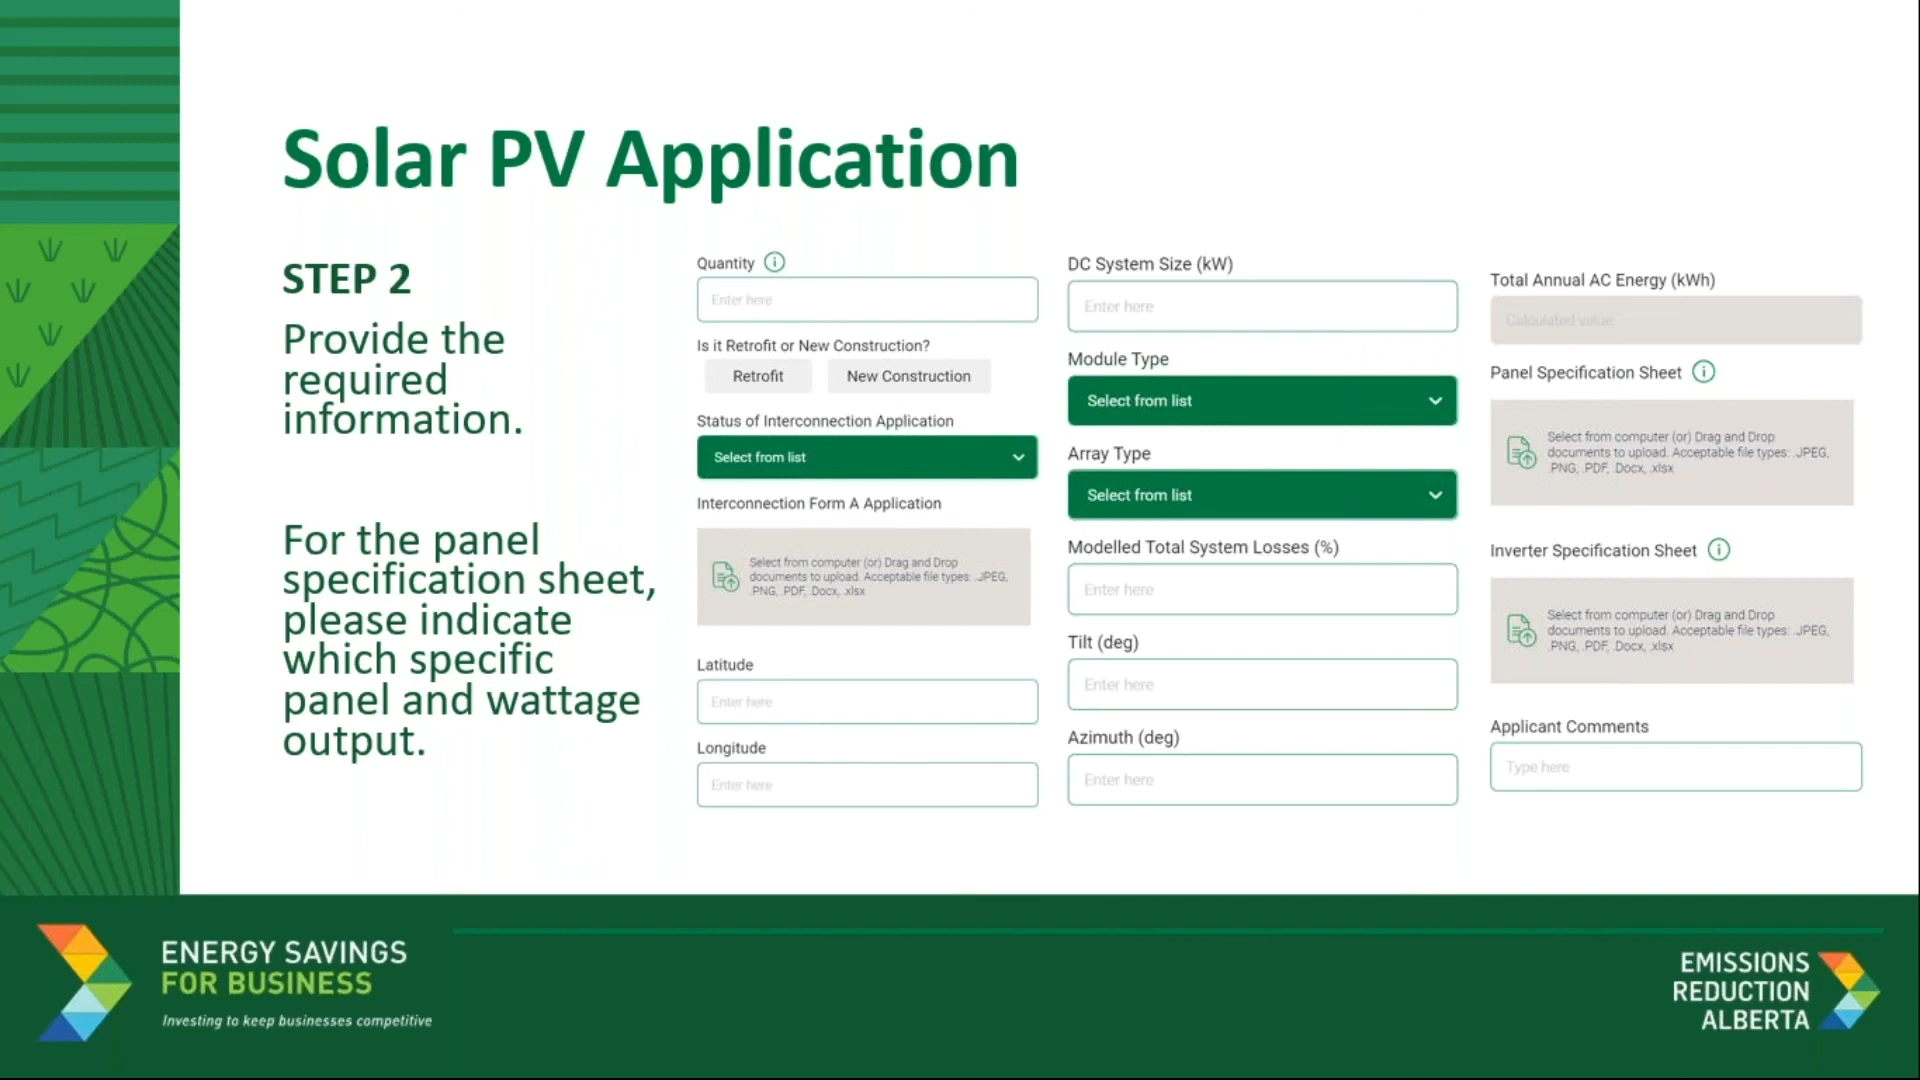 Solar PV Application
STEP 2
Provide the
required
information.
For the panel
specification sheet,
please indicate
which specific
panel and wattage
output.
Quantity
Enter here
Is it Retrofit or New Construction?
Retrofit
New Construction
Status of Interconnection Application
Select from list
Interconnection Form A Application
Select from computer (or) Drag and Drop
documents to upload. Acceptable file types: .JPEG,
.PNG, .PDF, .Docx, .xlsx
Latitude
Enter here
Longitude
Enter here
DC System Size (kW)
Enter here
Module Type
Select from list
Array Type
Select from list
Modelled Total System Losses (%)
Enter here
Tilt (deg)
Enter here
Azimuth (deg)
Enter here
Total Annual AC Energy (kWh)
Calculated value
Panel Specification Sheet
Select from computer (or) Drag and Drop
documents to upload. Acceptable file types: .JPEG,
.PNG, .PDF, .Docx, .xlsx
Inverter Specification Sheet
Select from computer (or) Drag and Drop
documents to upload. Acceptable file types: .JPEG,
.PNG, .PDF, .Docx, .xlsx
Applicant Comments
Type here
ENERGY SAVINGS
FOR BUSINESS
Investing to keep businesses competitive
EMISSIONS
REDUCTION
ALBERTA